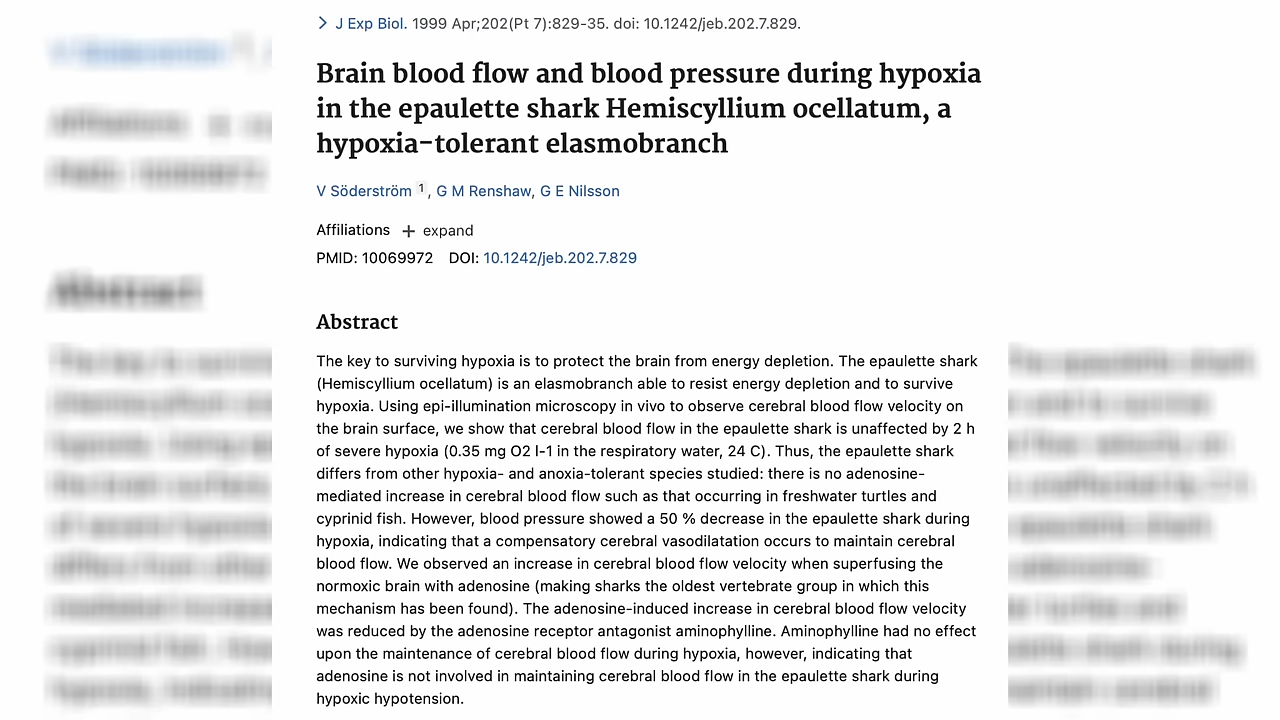 J Exp Biol. 1999 Apr;202(Pt 7):829-35. doi: 10.1242/jeb.202.7.829.
Brain blood flow and blood pressure during hypoxia
in the epaulette shark Hemiscyllium ocellatum, a
hypoxia-tolerant elasmobranch
V Söderström 1, G M Renshaw, G E Nilsson
Affiliations + expand
PMID: 10069972 DOI: 10.1242/jeb.202.7.829
Abstract
The key to surviving hypoxia is to protect the brain from energy depletion. The epaulette shark
(Hemiscyllium ocellatum) is an elasmobranch able to resist energy depletion and to survive
hypoxia. Using epi-illumination microscopy in vivo to observe cerebral blood flow velocity on
the brain surface, we show that cerebral blood flow in the epaulette shark is unaffected by 2 h
of severe hypoxia (0.35 mg O2 l-1 in the respiratory water, 24 C). Thus, the epaulette shark
differs from other hypoxia- and anoxia-tolerant species studied: there is no adenosine-
mediated increase in cerebral blood flow such as that occurring in freshwater turtles and
cyprinid fish. However, blood pressure showed a 50 % decrease in the epaulette shark during
hypoxia, indicating that a compensatory cerebral vasodilatation occurs to maintain cerebral
blood flow. We observed an increase in cerebral blood flow velocity when superfusing the
normoxic brain with adenosine (making sharks the oldest vertebrate group in which this
mechanism has been found). The adenosine-induced increase in cerebral blood flow velocity
was reduced by the adenosine receptor antagonist aminophylline. Aminophylline had no effect
upon the maintenance of cerebral blood flow during hypoxia, however, indicating that
adenosine is not involved in maintaining cerebral blood flow in the epaulette shark during
hypoxic hypotension.